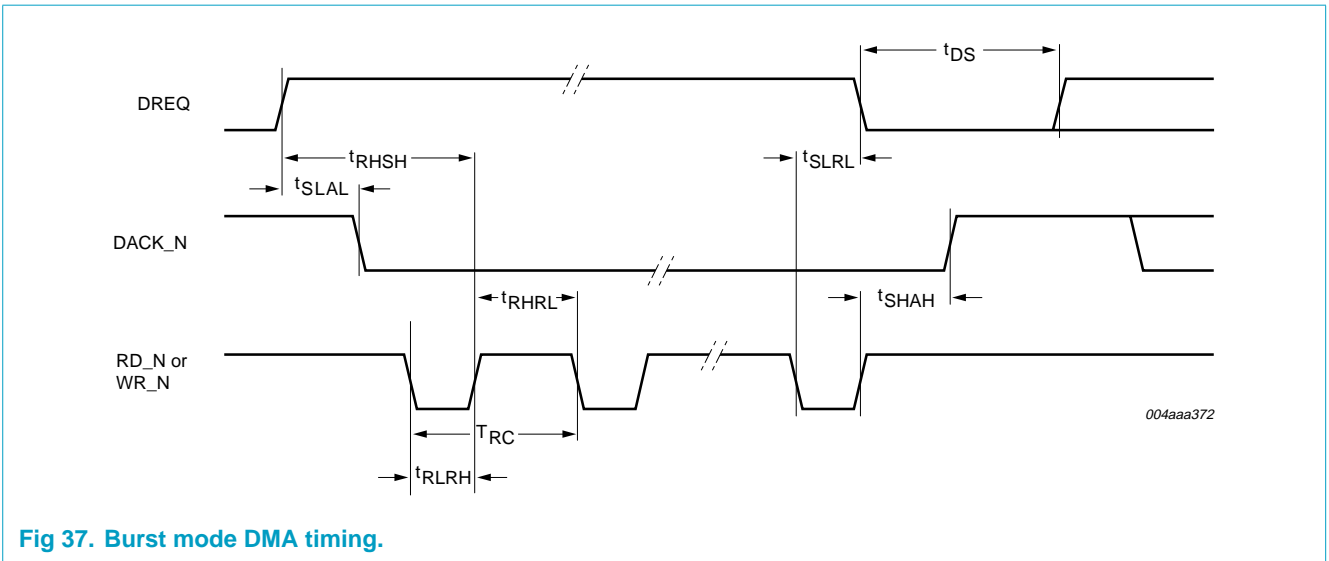 tDS
DREQ
tRHSH
tSLRL
tSLAL
DACK_N
tRHRL
tSHAH
RD_N or
WR_N
004aaa372
TRC
tRLRH
Fig 37. Burst mode DMA timing.